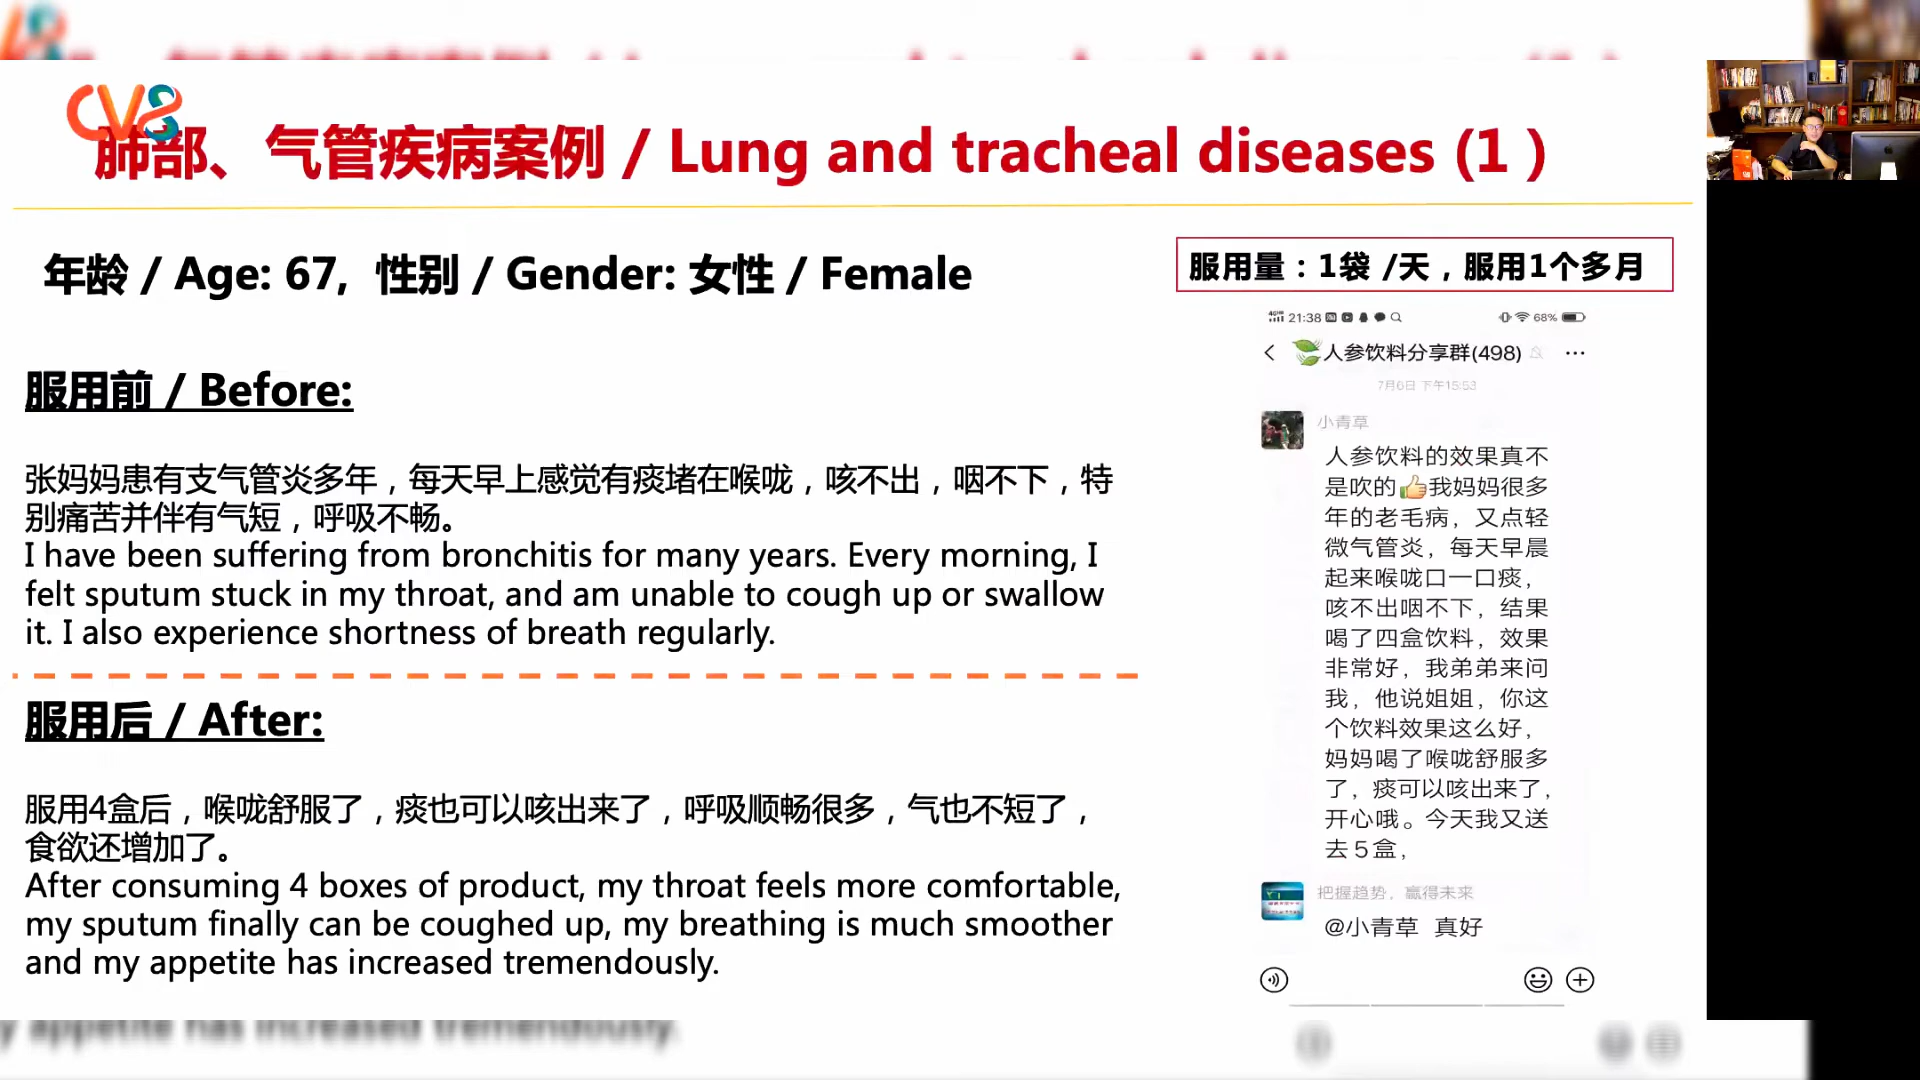 CV8
肺部、气管疾病案例 / Lung and tracheal diseases (1 )
年龄 / Age: 67, 性别 / Gender: 女性 / Female
服用前 / Before:
张妈妈患有支气管炎多年，每天早上感觉有痰堵在喉咙，咳不出，咽不下，特
别痛苦并伴有气短，呼吸不畅。
I have been suffering from bronchitis for many years. Every morning, I
felt sputum stuck in my throat, and am unable to cough up or swallow
it. I also experience shortness of breath regularly.
服用后 / After:
服用4盒后，喉咙舒服了，痰也可以咳出来了，呼吸顺畅很多，气也不短了，
食欲还增加了。
After consuming 4 boxes of product, my throat feels more comfortable,
my sputum finally can be coughed up, my breathing is much smoother
and my appetite has increased tremendously.
服用量：1袋 /天，服用1个多月
21:38
68%
人参饮料分享群(498)
7月6日 下午15:53
小青草
人参饮料的效果真不
是吹的👍我妈妈很多
年的老毛病，又点轻
微气管炎，每天早晨
起来喉咙口一口痰，
咳不出咽不下，结果
喝了四盒饮料，效果
非常好，我弟弟来问
我，他说姐姐，你这
个饮料效果这么好，
妈妈喝了喉咙舒服多
了，痰可以咳出来了，
开心哦。今天我又送
去５盒，
把握趋势，赢得未来
@小青草 真好
y appetite has increased tremendously.